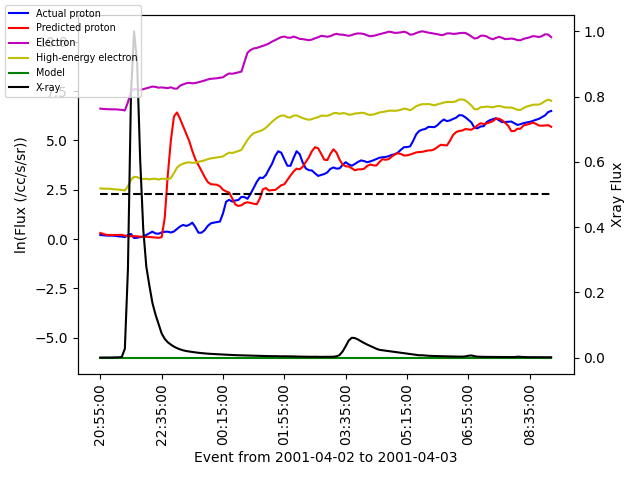 Actual proton
Predicted proton
Electron
High-energy electron
Model
X-ray
7.5
5.0
2.5
0.0
−2.5
−5.0
ln(Flux (/cc/s/sr))
1.0
0.8
0.6
0.4
0.2
0.0
Xray Flux
20:55:00
22:35:00
00:15:00
01:55:00
03:35:00
05:15:00
06:55:00
08:35:00
Event from 2001-04-02 to 2001-04-03